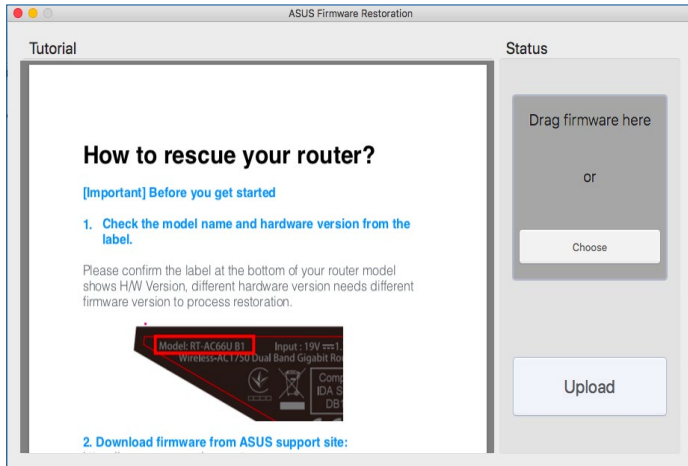 ASUS Firmware Restoration
Tutorial
How to rescue your router?
[Important] Before you get started
1. Check the model name and hardware version from the
label.
Please confirm the label at the bottom of your router model
shows H/W Version, different hardware version needs different
firmware version to process restoration.
Model: RT-AC66U B1 Input : 19V
Wireless-AC1750 Dual Band Gigabit
2. Download firmware from ASUS support site:
Status
Drag firmware here
or
Choose
Upload